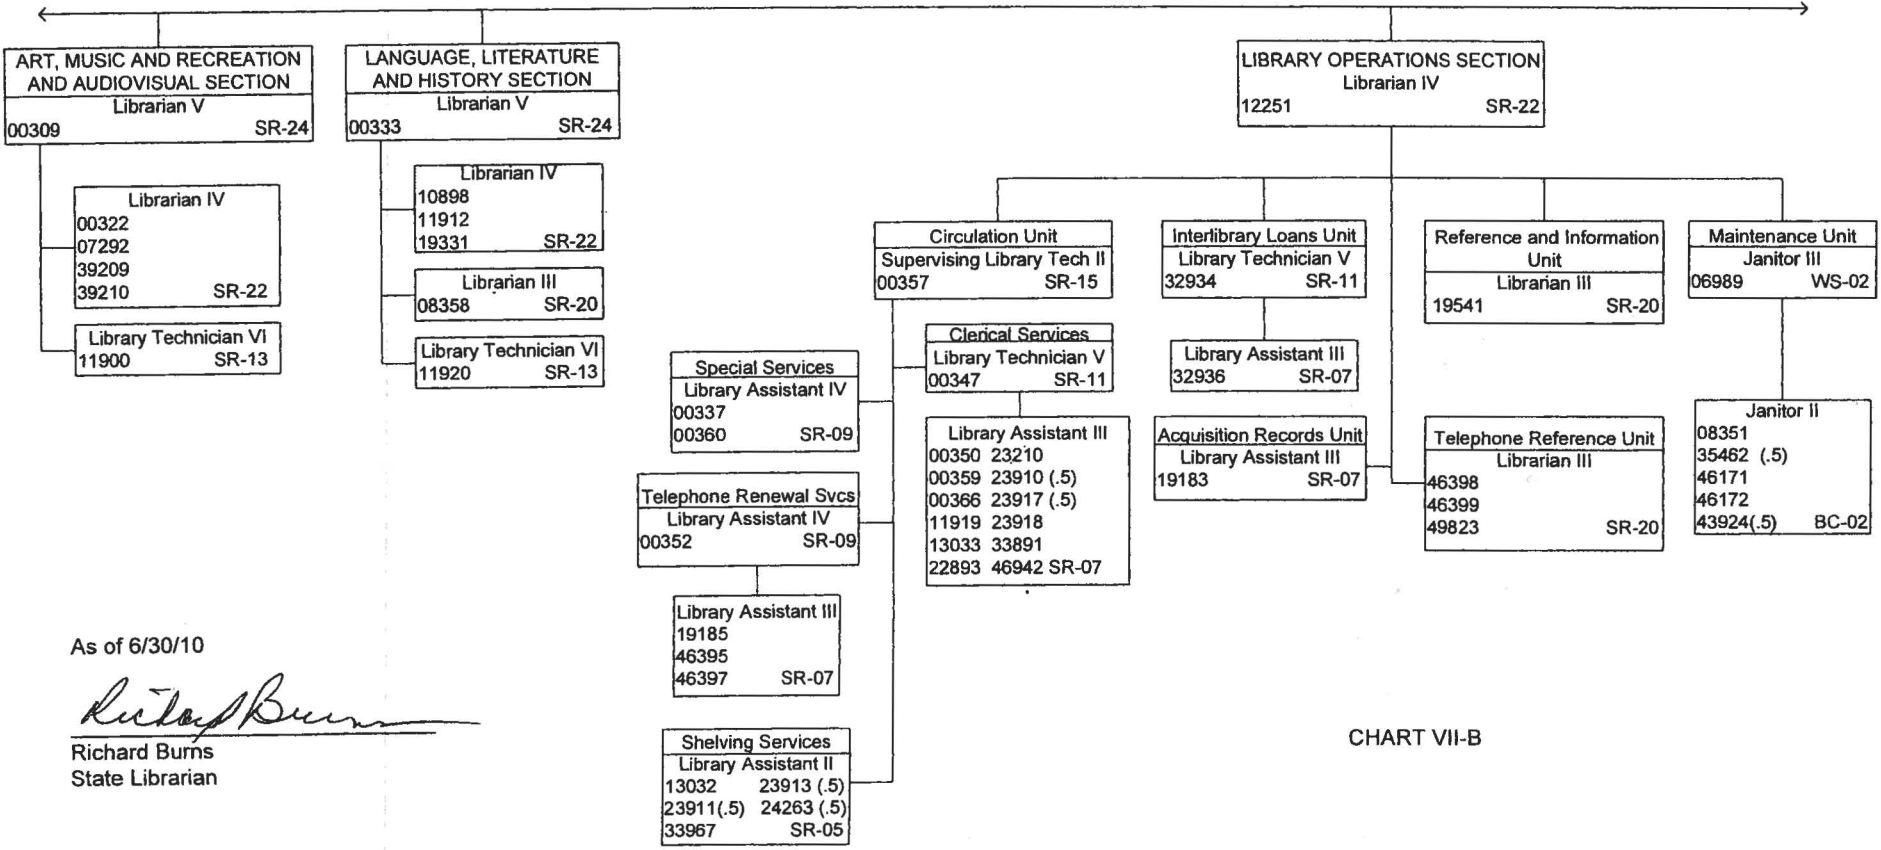 ART, MUSIC AND RECREATION
AND AUDIOVISUAL SECTION
Librarian V
00309 SR-24
Librarian IV
00322
07292
39209
39210 SR-22
Library Technician VI
11900 SR-13
LANGUAGE, LITERATURE
AND HISTORY SECTION
Librarian V
00333 SR-24
Librarian IV
10898
11912
19331 SR-22
Librarian III
08358 SR-20
Library Technician VI
11920 SR-13
LIBRARY OPERATIONS SECTION
Librarian IV
12251 SR-22
Circulation Unit
Supervising Library Tech II
00357 SR-15
Clerical Services
Library Technician V
00347 SR-11
Library Assistant III
00350 23210
00359 23910 (.5)
00366 23917 (.5)
11919 23918
13033 33891
22893 46942 SR-07
Special Services
Library Assistant IV
00337
00360 SR-09
Telephone Renewal Svcs
Library Assistant IV
00352 SR-09
Library Assistant III
19185
46395
46397 SR-07
Shelving Services
Library Assistant II
13032 23913 (.5)
23911(.5) 24263 (.5)
33967 SR-05
Interlibrary Loans Unit
Library Technician V
32934 SR-11
Library Assistant III
32936 SR-07
Acquisition Records Unit
Library Assistant III
19183 SR-07
Reference and Information
Unit
Librarian III
19541 SR-20
Telephone Reference Unit
Librarian III
46398
46399
49823 SR-20
Maintenance Unit
Janitor III
06989 WS-02
Janitor II
08351
35462 (.5)
46171
46172
43924(.5) BC-02
As of 6/30/10
Richard Burns
Richard Burns
State Librarian
CHART VII-B